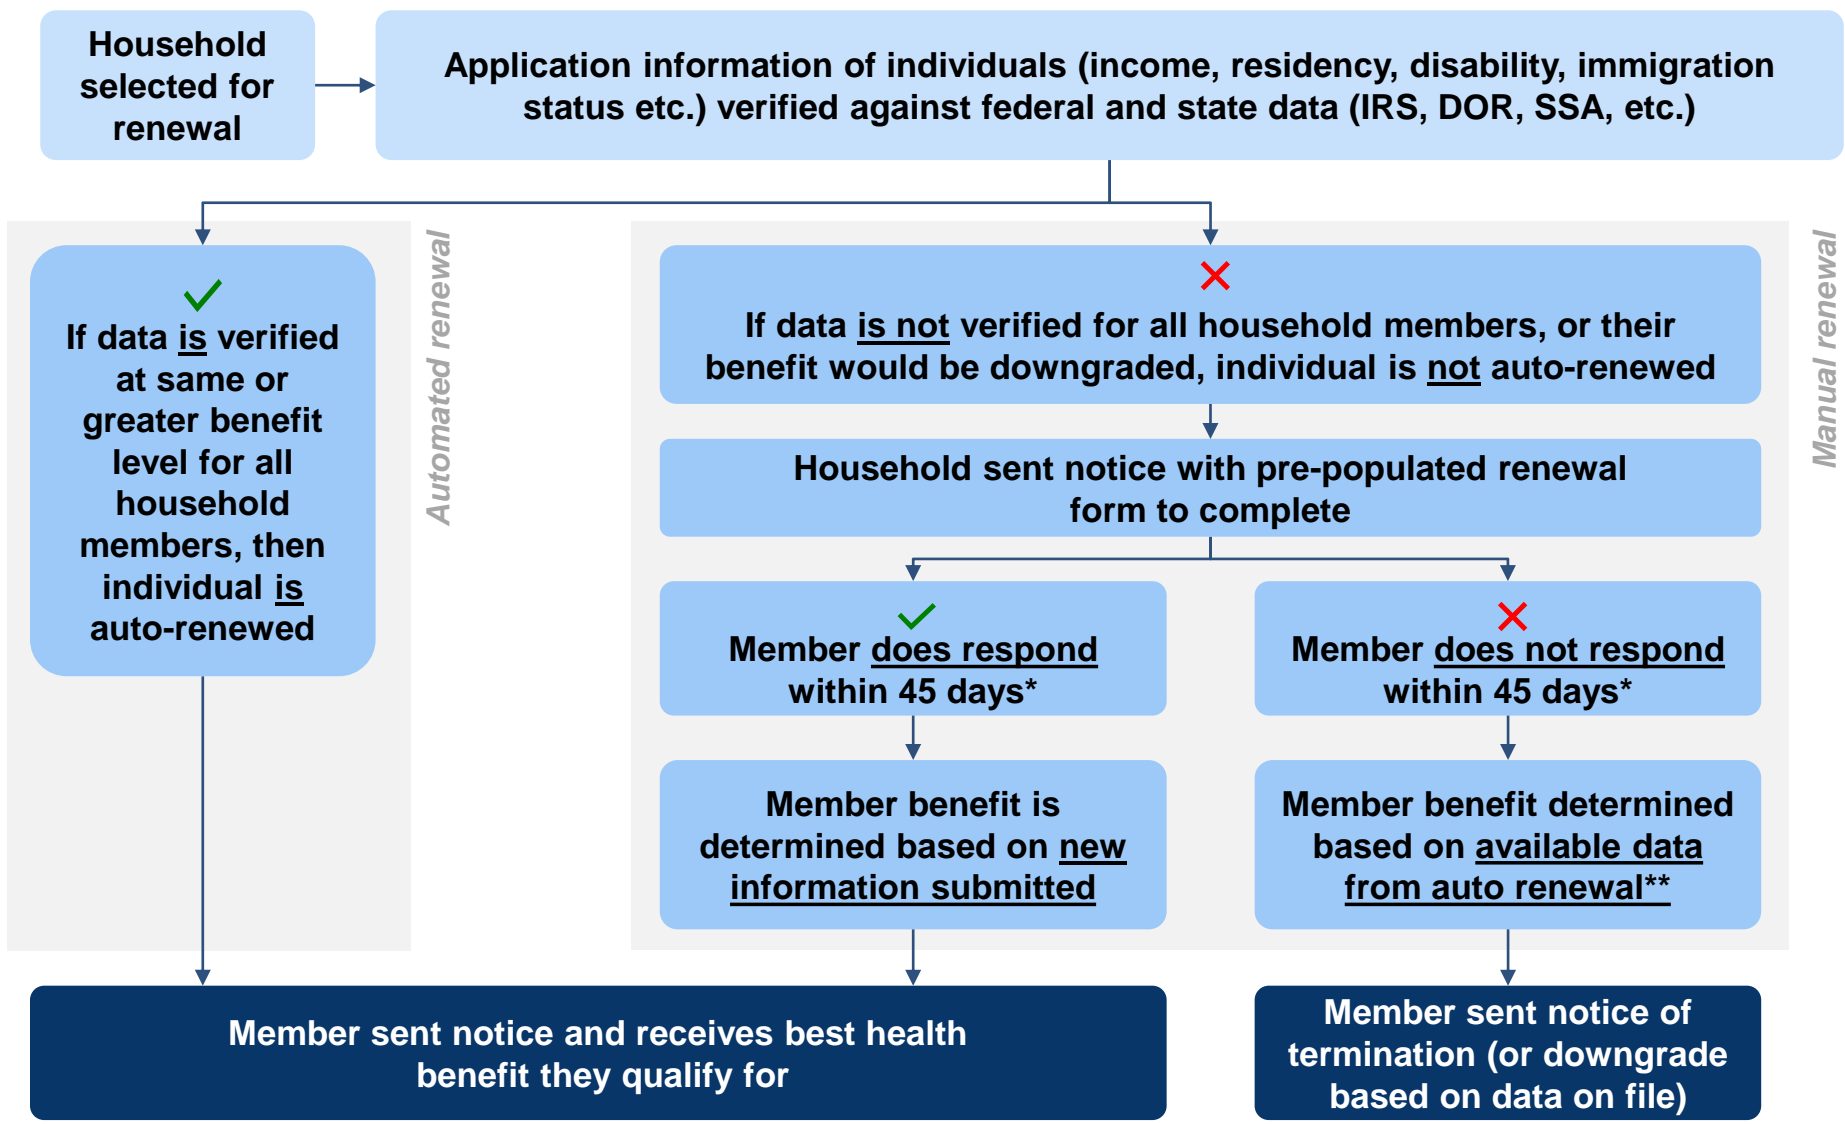 Household
selected for
renewal
Application information of individuals (income, residency, disability, immigration
status etc.) verified against federal and state data (IRS, DOR, SSA, etc.)
Automated renewal
If data is verified
at same or
greater benefit
level for all
household
members, then
individual is
auto-renewed
Manual renewal
If data is not verified for all household members, or their
benefit would be downgraded, individual is not auto-renewed
Household sent notice with pre-populated renewal
form to complete
Member does respond
within 45 days*
Member does not respond
within 45 days*
Member benefit is
determined based on new
information submitted
Member benefit determined
based on available data
from auto renewal**
Member sent notice and receives best health
benefit they qualify for
Member sent notice of
termination (or downgrade
based on data on file)